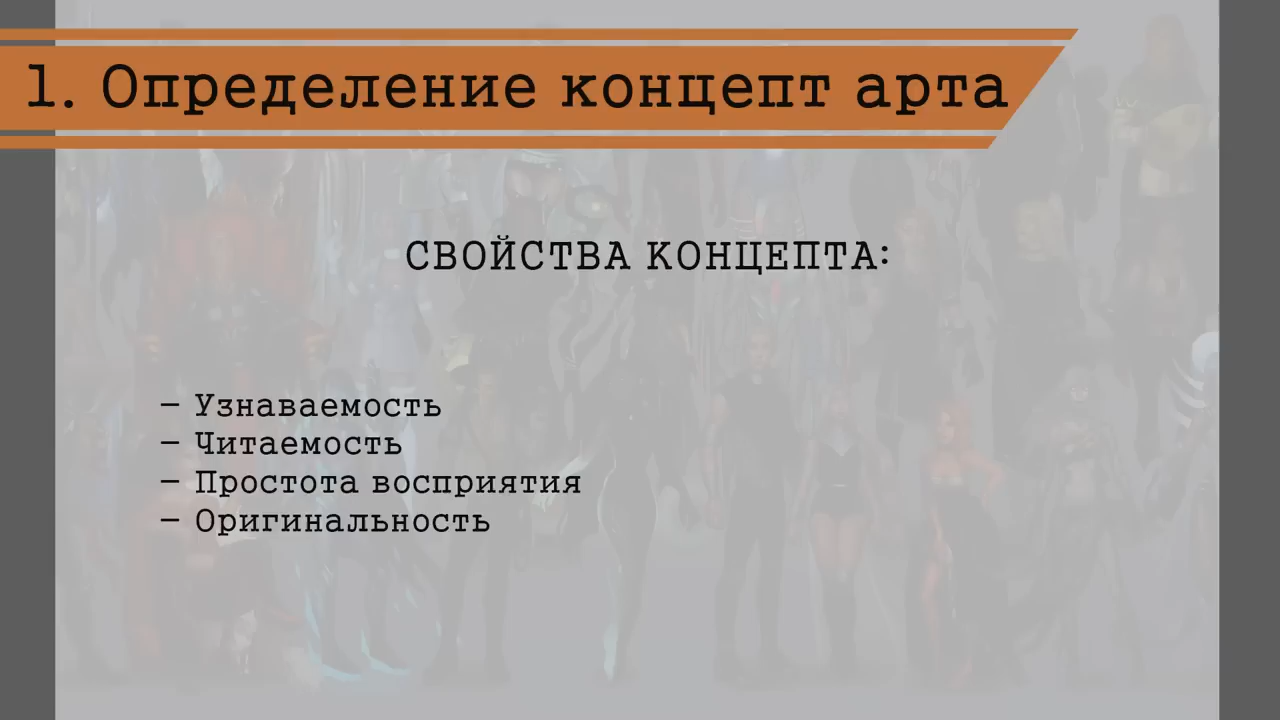 1. Определение концепт арта
СВОЙСТВА КОНЦЕПТА:
— Узнаваемость
— Читаемость
— Простота восприятия
— Оригинальность